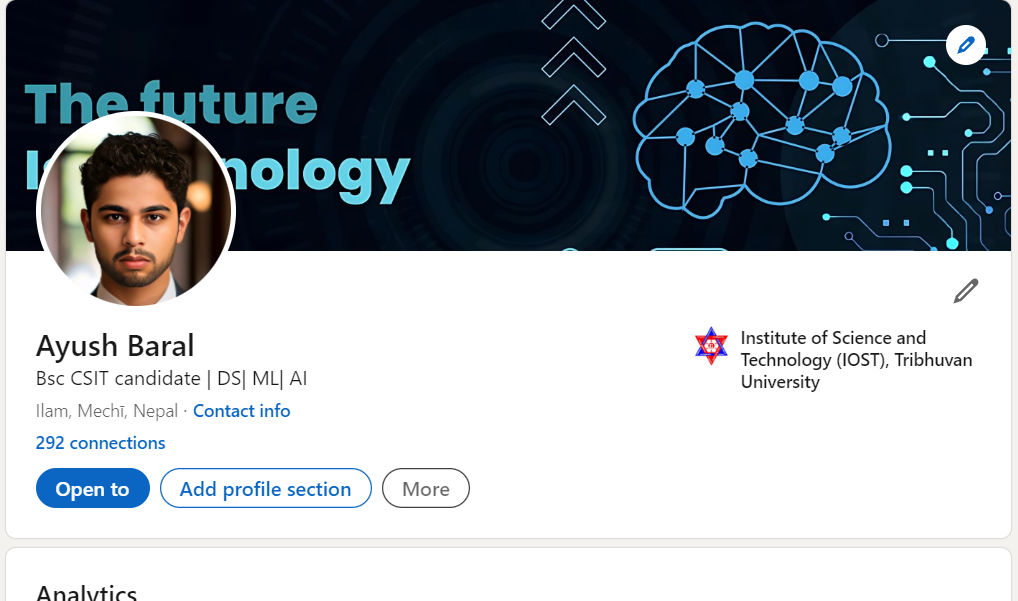 The future
nology
Ayush Baral
Bsc CSIT candidate | DS| ML| AI
Ilam, Mechī, Nepal · Contact info
292 connections
Open to
Add profile section
More
Institute of Science and
Technology (IOST), Tribhuvan
University
Analytics